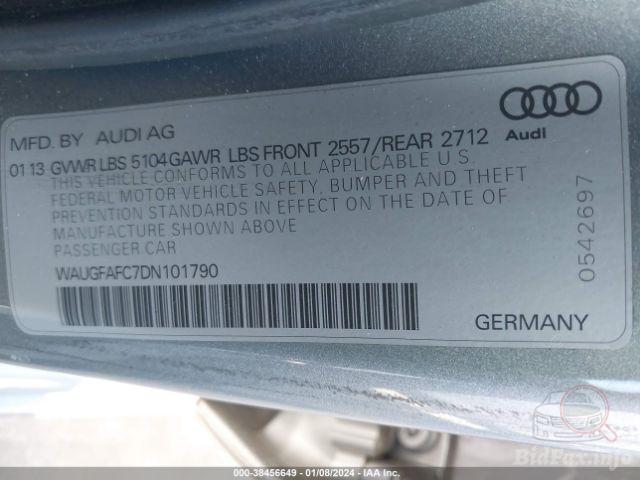 MFD. BY AUDI AG
Audi
01 13 GVWR LBS 5104 GAWR LBS FRONT 2557/REAR 2712
THIS VEHICLE CONFORMS TO ALL APPLICABLE U.S.
FEDERAL MOTOR VEHICLE SAFETY, BUMPER AND THEFT
PREVENTION STANDARDS IN EFFECT ON THE DATE OF
MANUFACTURE SHOWN ABOVE
PASSENGER CAR
WAUGFAFC7DN101790
GERMANY
0542697
BidFax.info
000-38456649 - 01/08/2024 - IAA Inc.